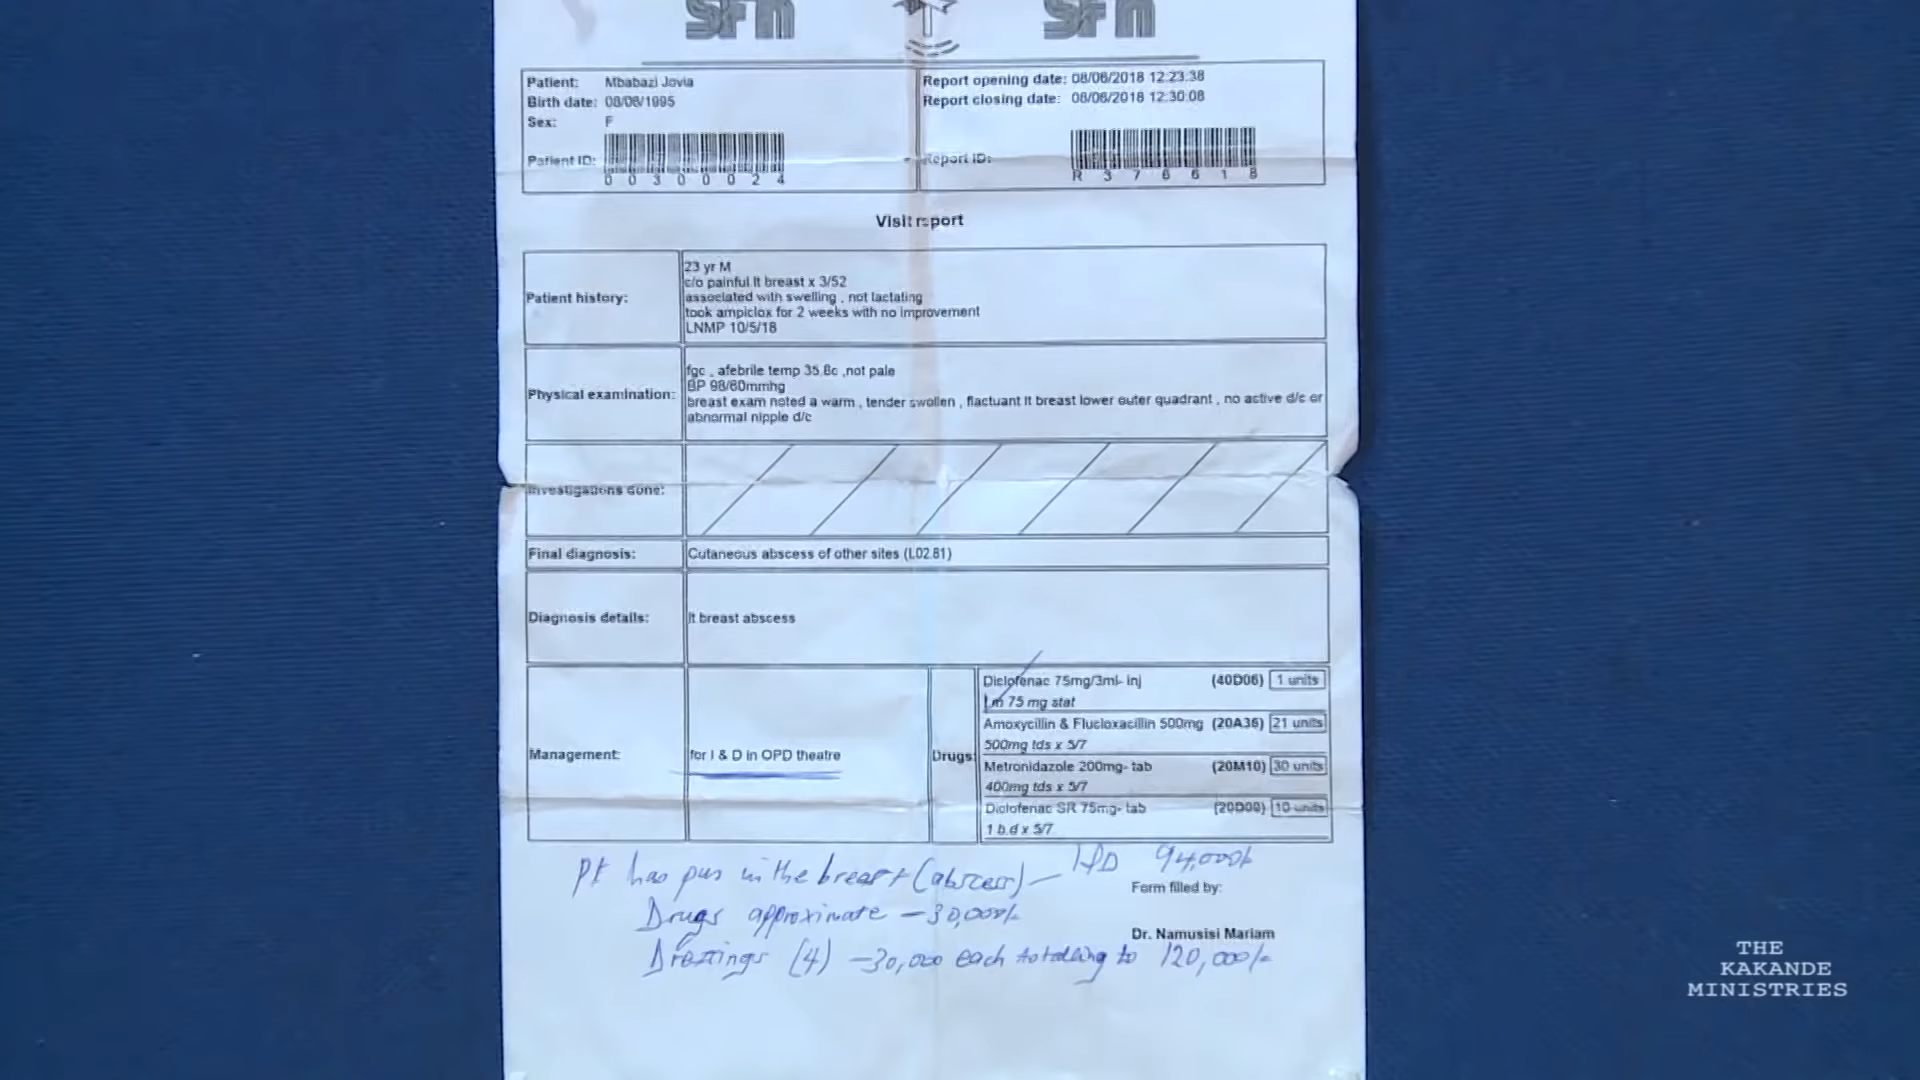 SFH SFH
Patient: Mbabazi Jovia
Birth date: 08/08/1995
Sex: F
Patient ID:
0 0 3 0 0 0 2 4
Report opening date: 08/08/2018 12:23:38
Report closing date: 08/08/2018 12:30:08
Report ID:
R 3 7 6 6 1 8
Visit report
Patient history:
23 yr M
c/o painful lt breast x 3/52
associated with swelling , not lactating
took ampiclox for 2 weeks with no improvement
LNMP 10/5/18
Physical examination:
fgc , afebrile temp 35.8c ,not pale
BP 98/60mmhg
breast exam noted a warm , tender swollen , flactuant lt breast lower outer quadrant , no active d/c or
abnormal nipple d/c
Investigations done:
Final diagnosis: Cutaneous abscess of other sites (L02.81)
Diagnosis details: lt breast abscess
Management: for I & D in OPD theatre
Drugs:
Diclofenac 75mg/3ml- inj (40D06) 1 units
I.m 75 mg stat
Amoxycillin & Flucloxacillin 500mg (20A36) 21 units
500mg tds x 5/7
Metronidazole 200mg- tab (20M10) 30 units
400mg tds x 5/7
Diclofenac SR 75mg- tab (20D09) 10 units
1 b.d x 5/7
Pt has pus in the breast (abscess) — I&D 94,000/=
Drugs approximate — 30,000/=
Dressings (4) — 30,000 each totalling to 120,000/=
Form filled by:
Dr. Namusisi Mariam
THE
KAKANDE
MINISTRIES